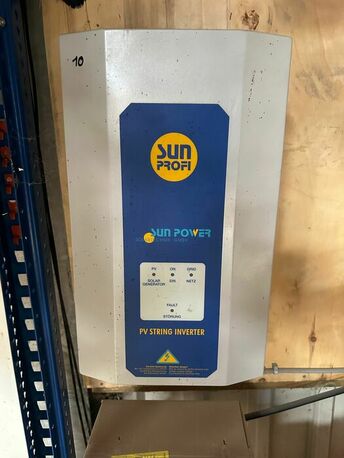 10
SUN
PROFI
SUN POWER
PV ON GRID
SOLAR GENERATOR EIN NETZ
FAULT
STÖRUNG
PV STRING INVERTER